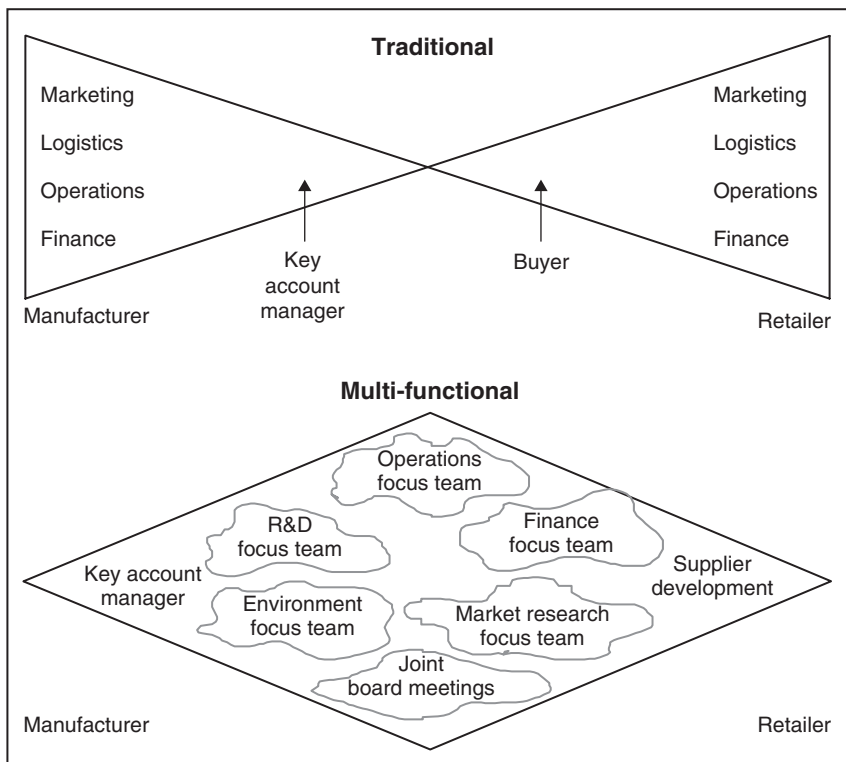 Traditional
Marketing
Logistics
Operations
Finance
Marketing
Logistics
Operations
Finance
Key
account
manager
Buyer
Manufacturer
Retailer
Multi-functional
Operations
focus team
R&D
focus team
Finance
focus team
Key account
manager
Supplier
development
Environment
focus team
Market research
focus team
Joint
board meetings
Manufacturer
Retailer